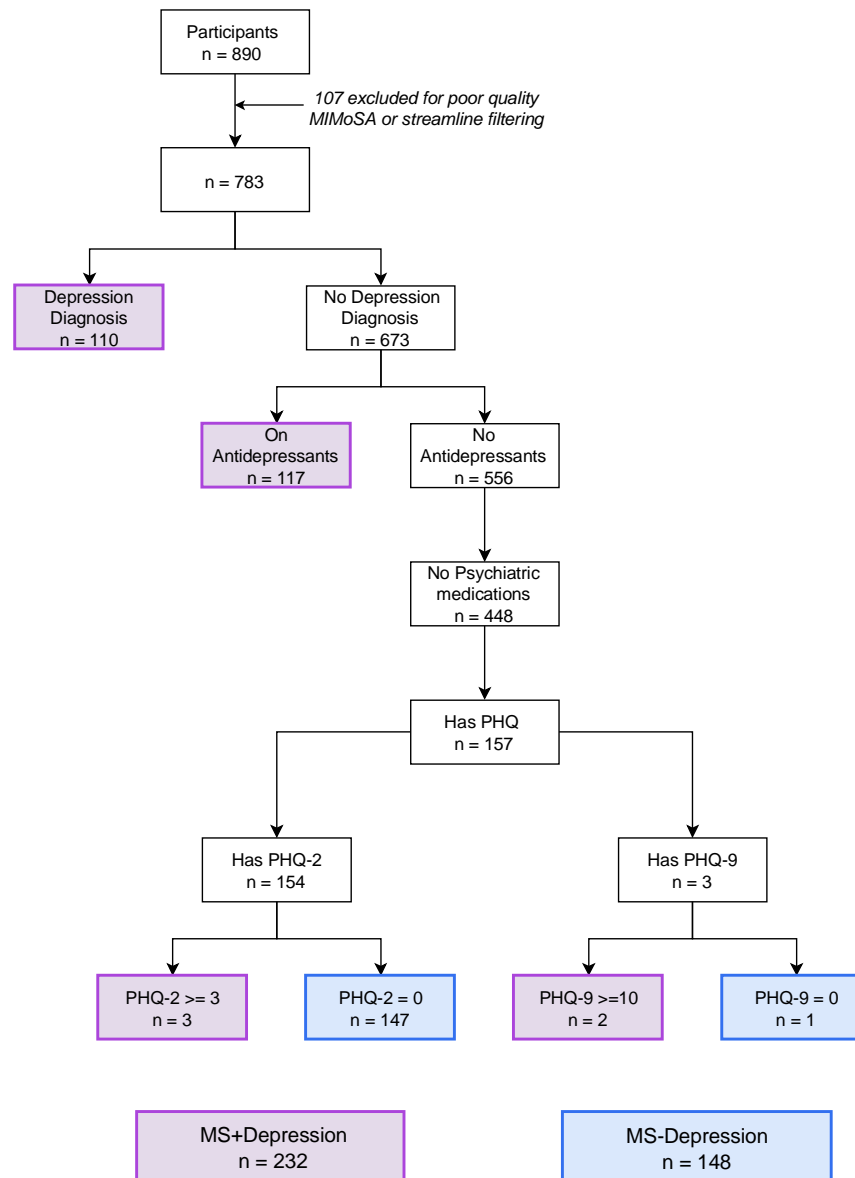 Participants
n = 890
107 excluded for poor quality
MIMoSA or streamline filtering
n = 783
Depression
Diagnosis
n = 110
No Depression
Diagnosis
n = 673
On
Antidepressants
n = 117
No
Antidepressants
n = 556
No Psychiatric
medications
n = 448
Has PHQ
n = 157
Has PHQ-2
n = 154
Has PHQ-9
n = 3
PHQ-2 >= 3
n = 3
PHQ-2 = 0
n = 147
PHQ-9 >=10
n = 2
PHQ-9 = 0
n = 1
MS+Depression
n = 232
MS-Depression
n = 148